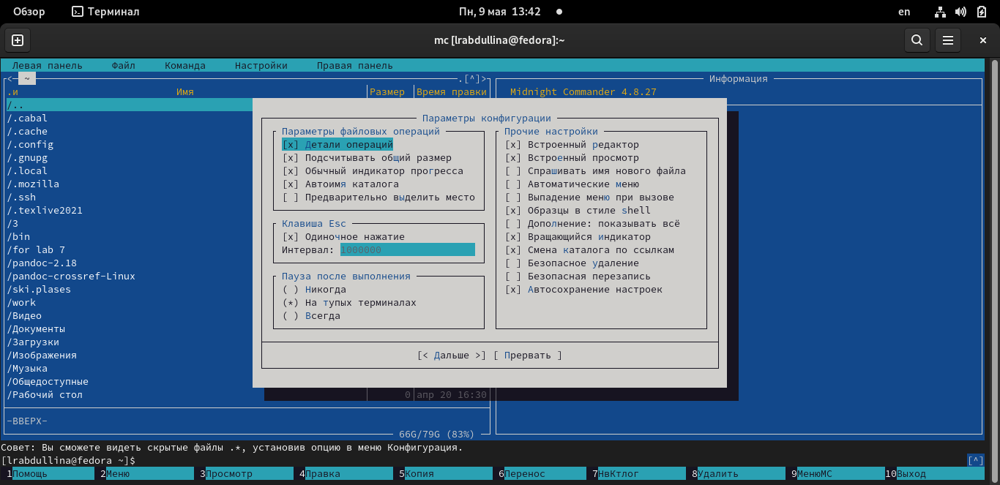 Обзор Терминал Пн, 9 мая 13:42 en
mc [lrabdullina@fedora]:~
Левая панель Файл Команда Настройки Правая панель
<─ ~ .[^]> Информация
.и Имя Размер Время правки Midnight Commander 4.8.27
/..
/.cabal
/.cache
/.config
/.gnupg
/.local
/.mozilla
/.ssh
/.texlive2021
/3
/bin
/for lab 7
/pandoc-2.18
/pandoc-crossref-Linux
/ski.plases
/work
/Видео
/Документы
/Загрузки
/Изображения
/Музыка
/Общедоступные
/Рабочий стол 0 апр 20 16:30
-ВВЕРХ-
66G/79G (83%)
Параметры конфигурации
Параметры файловых операций
[x] Детали операций
[x] Подсчитывать общий размер
[x] Обычный индикатор прогресса
[x] Автоимя каталога
[ ] Предварительно выделить место
Клавиша Esc
[x] Одиночное нажатие
Интервал: 1000000
Пауза после выполнения
( ) Никогда
(*) На тупых терминалах
( ) Всегда
Прочие настройки
[x] Встроенный редактор
[x] Встроенный просмотр
[ ] Спрашивать имя нового файла
[ ] Автоматические меню
[ ] Выпадение меню при вызове
[x] Образцы в стиле shell
[ ] Дополнение: показывать всё
[x] Вращающийся индикатор
[x] Смена каталога по ссылкам
[ ] Безопасное удаление
[ ] Безопасная перезапись
[x] Автосохранение настроек
[< Дальше >] [ Прервать ]
Совет: Вы сможете видеть скрытые файлы .*, установив опцию в меню Конфигурация.
[lrabdullina@fedora ~]$ [^]
1Помощь 2Меню 3Просмотр 4Правка 5Копия 6Перенос 7НвКтлог 8Удалить 9МенюMC 10Выход